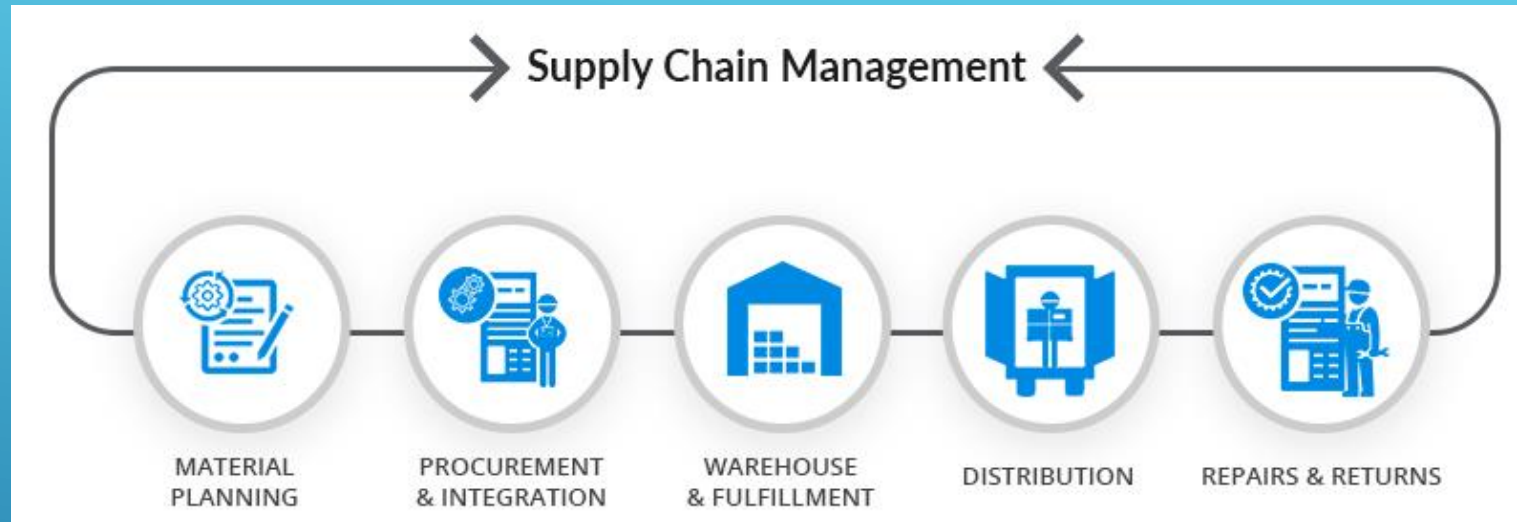 Supply Chain Management
MATERIAL
PLANNING
PROCUREMENT
& INTEGRATION
WAREHOUSE
& FULFILLMENT
DISTRIBUTION
REPAIRS & RETURNS